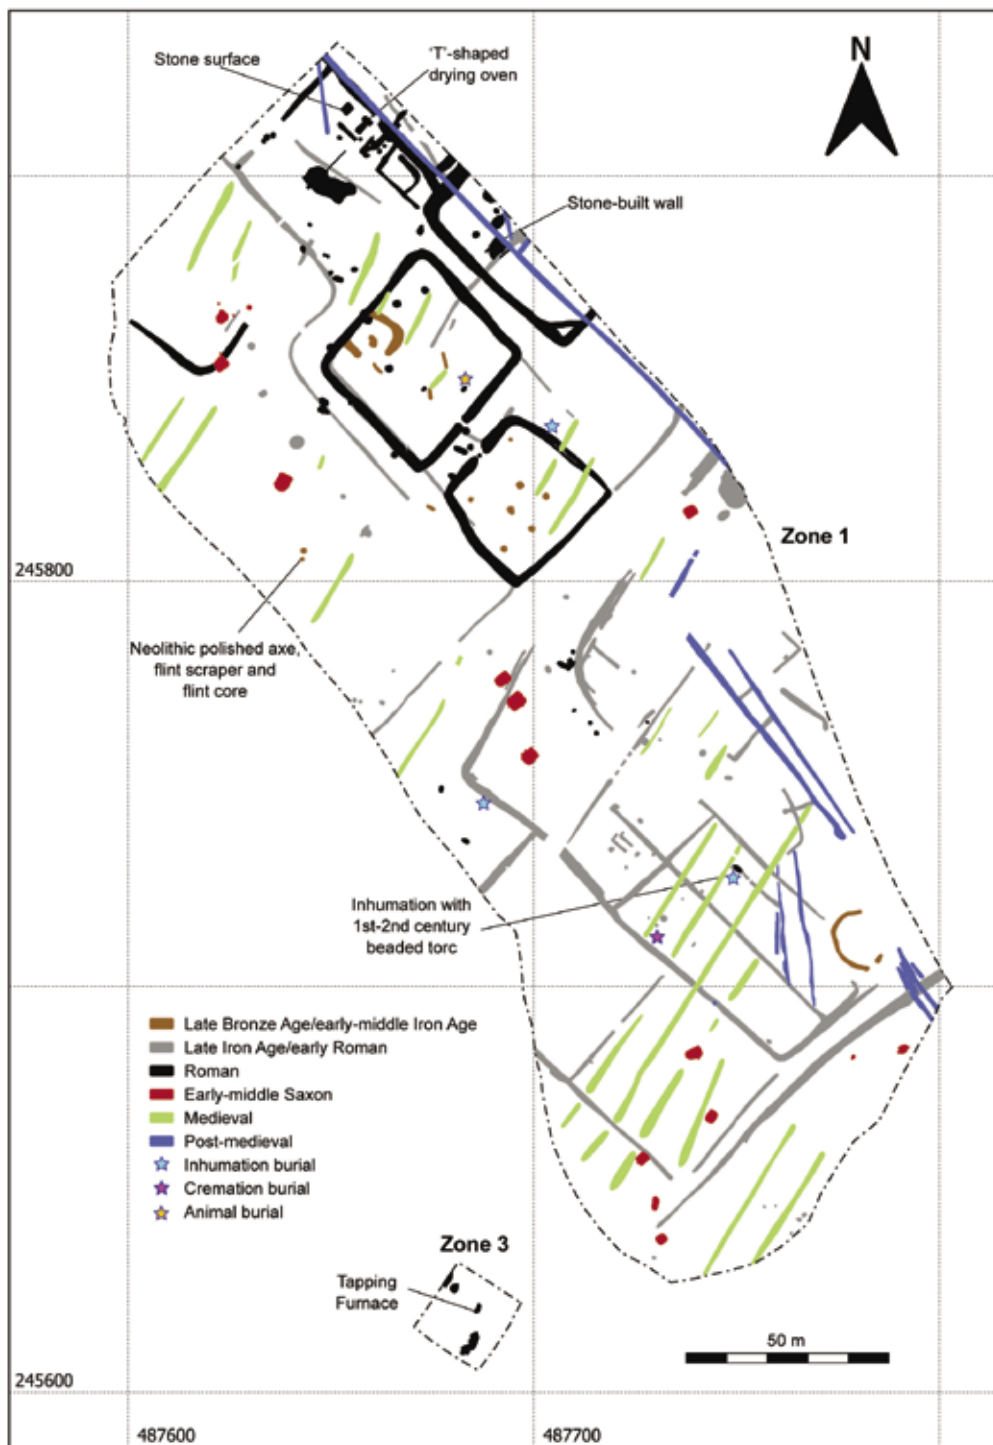 Stone surface
'T'-shaped
drying oven
N
Stone-built wall
Zone 1
245800
Neolithic polished axe,
flint scraper and
flint core
Inhumation with
1st-2nd century
beaded torc
Late Bronze Age/early-middle Iron Age
Late Iron Age/early Roman
Roman
Early-middle Saxon
Medieval
Post-medieval
Inhumation burial
Cremation burial
Animal burial
Zone 3
Tapping
Furnace
50 m
245600
487600
487700